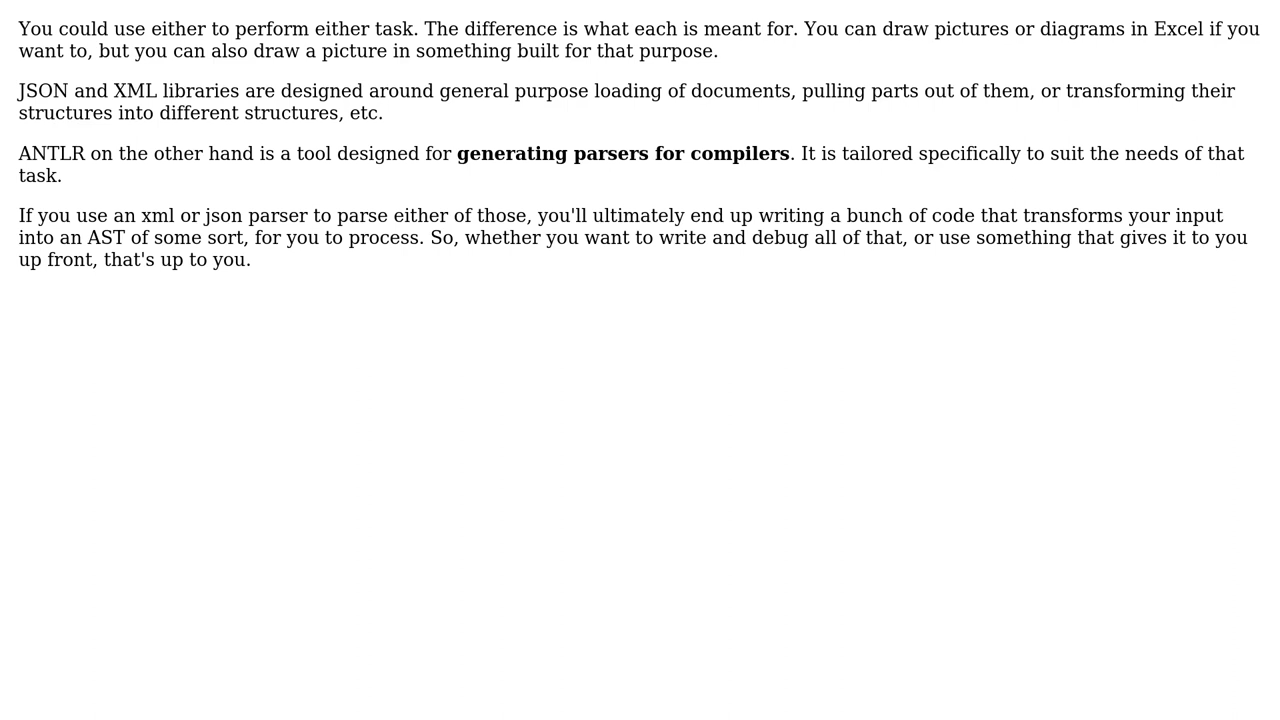 You could use either to perform either task. The difference is what each is meant for. You can draw pictures or diagrams in Excel if you
want to, but you can also draw a picture in something built for that purpose.
JSON and XML libraries are designed around general purpose loading of documents, pulling parts out of them, or transforming their
structures into different structures, etc.
ANTLR on the other hand is a tool designed for generating parsers for compilers. It is tailored specifically to suit the needs of that
task.
If you use an xml or json parser to parse either of those, you'll ultimately end up writing a bunch of code that transforms your input
into an AST of some sort, for you to process. So, whether you want to write and debug all of that, or use something that gives it to you
up front, that's up to you.